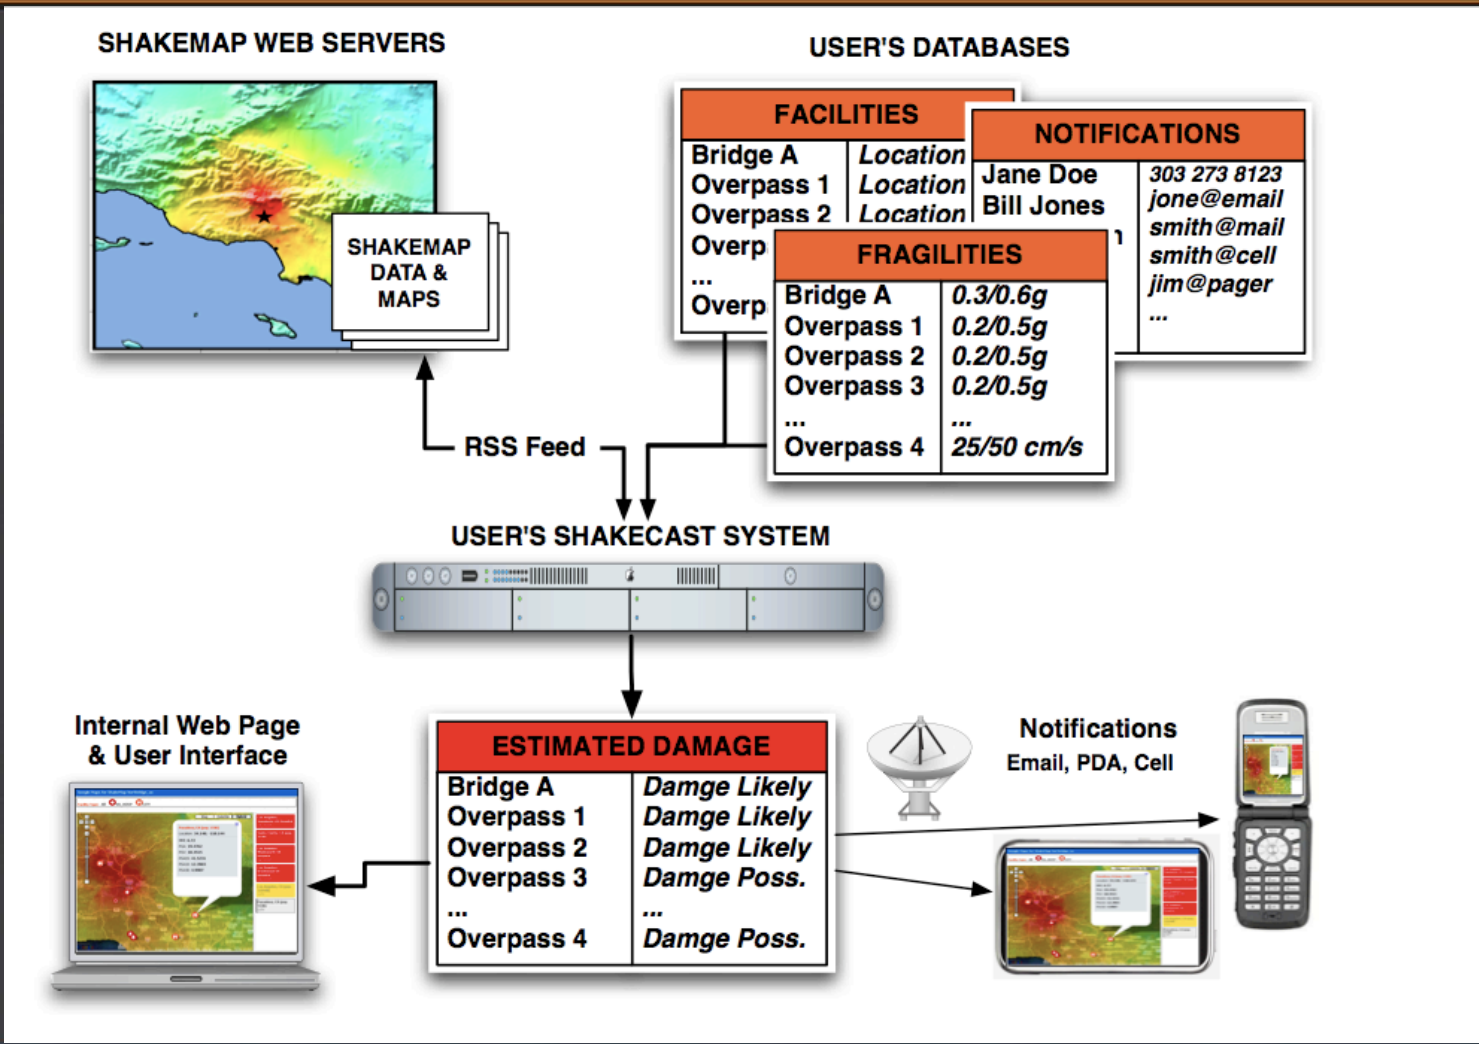 SHAKEMAP WEB SERVERS
SHAKEMAP
DATA &
MAPS
USER'S DATABASES
FACILITIES
Bridge A Location
Overpass 1 Location
Overpass 2 Location
Overp
...
Overp
NOTIFICATIONS
Jane Doe 303 273 8123
Bill Jones jone@email
smith@mail
smith@cell
jim@pager
...
FRAGILITIES
Bridge A 0.3/0.6g
Overpass 1 0.2/0.5g
Overpass 2 0.2/0.5g
Overpass 3 0.2/0.5g
... ...
Overpass 4 25/50 cm/s
RSS Feed
USER'S SHAKECAST SYSTEM
Internal Web Page
& User Interface
ESTIMATED DAMAGE
Bridge A Damge Likely
Overpass 1 Damge Likely
Overpass 2 Damge Likely
Overpass 3 Damge Poss.
... ...
Overpass 4 Damge Poss.
Notifications
Email, PDA, Cell